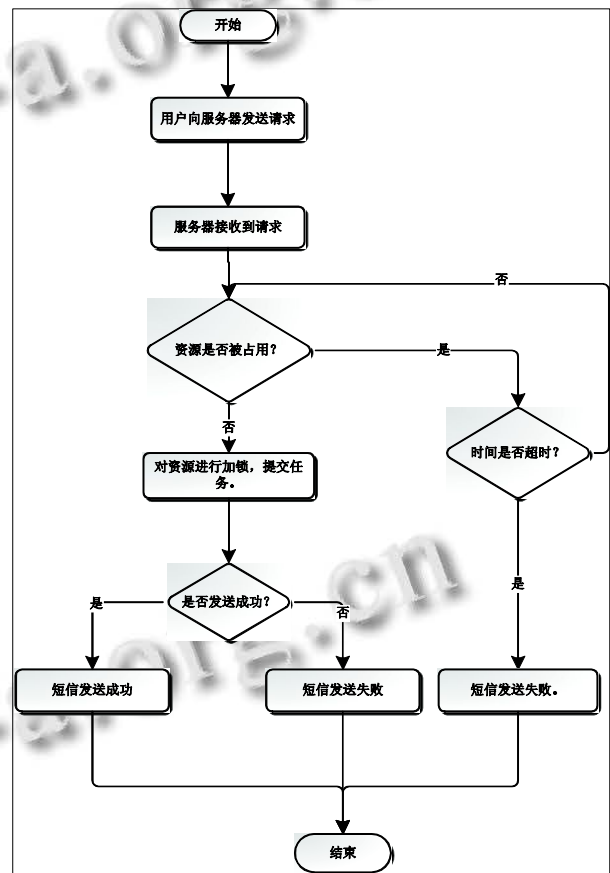 开始
用户向服务器发送请求
服务器接收到请求
否
资源是否被占用?
是
否
时间是否超时?
对资源进行加锁，提交任
务。
是否发送成功?
是
否
是
短信发送成功
短信发送失败
短信发送失败。
结束
a.org.
a.org.cn